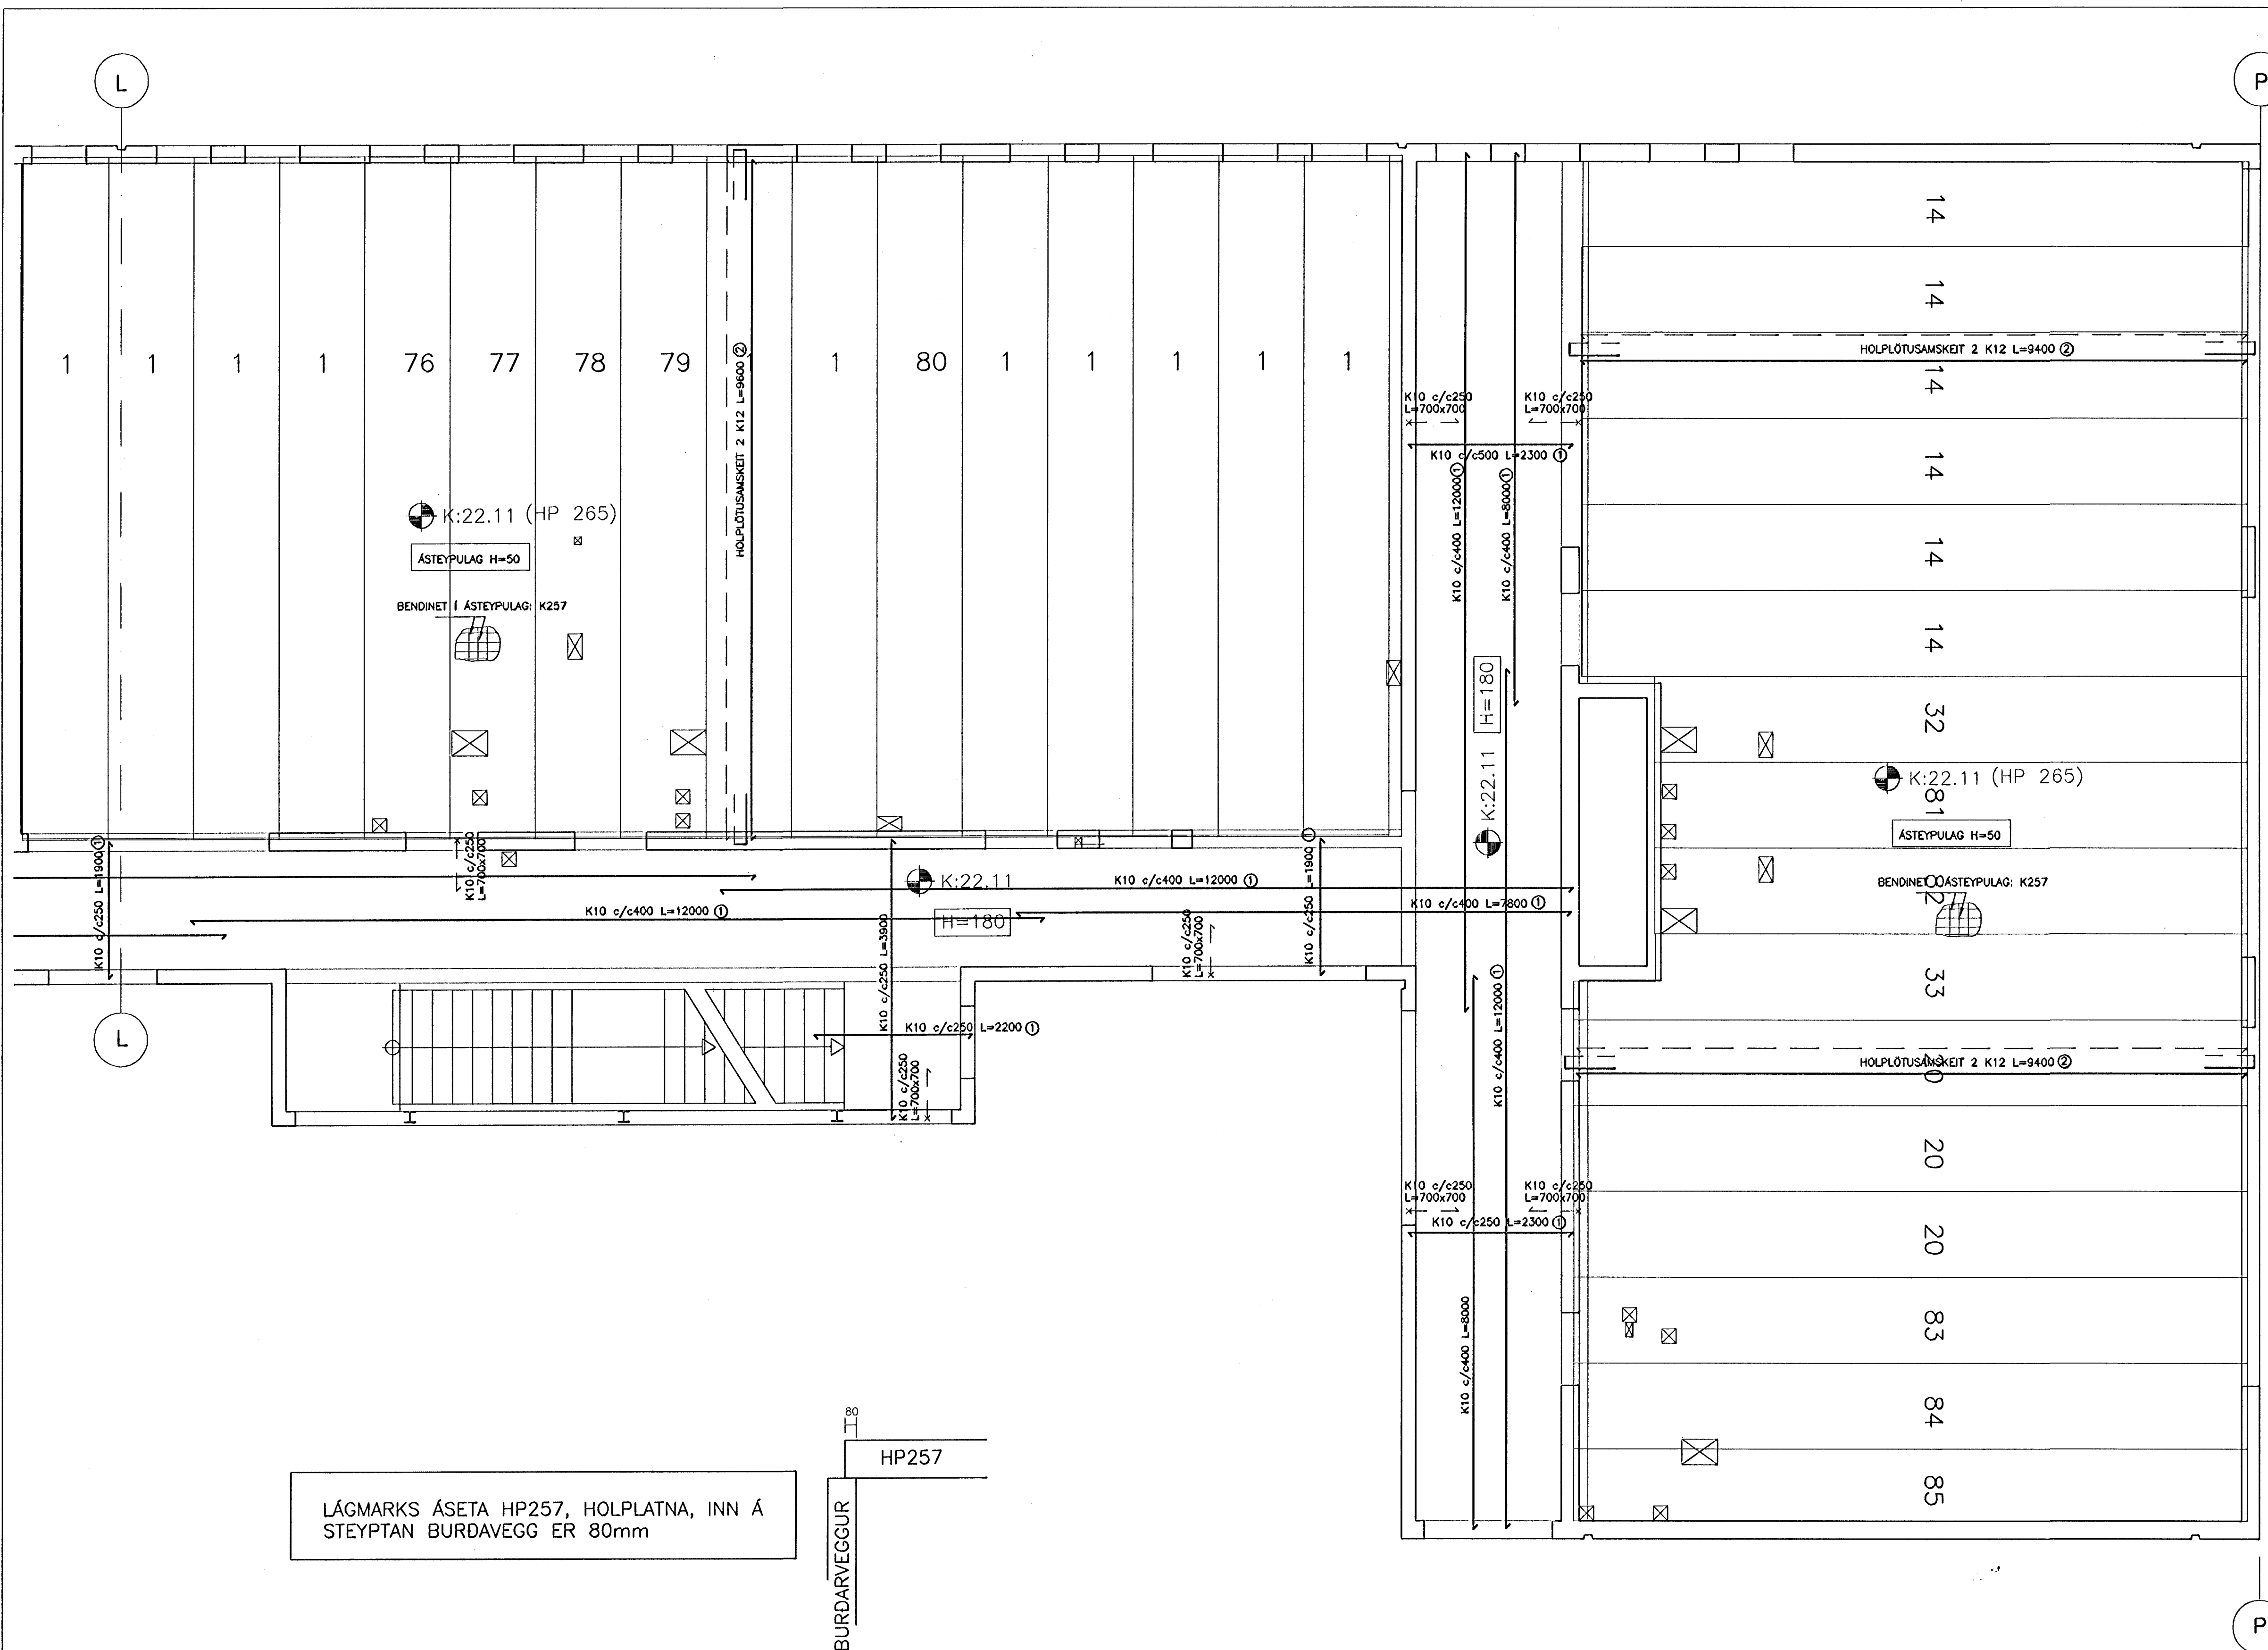 L
P
1
1
1
1
76
77
78
79
1
80
1
1
1
1
1
HOLPLÖTUSAMSKEIT 2 K12 L=9600 ②
K:22.11 (HP 265)
ÁSTEYPULAG H=50
BENDINET Í ÁSTEYPULAG: K257
K10 c/c250
L=700x700
K10 c/c250
L=700x700
K10 c/c500 L=2300 ①
K10 c/c400 L=12000 ①
K10 c/c400 L=8000 ①
H=180
K:22.11
14
14
HOLPLÖTUSAMSKEIT 2 K12 L=9400 ②
14
14
14
14
32
K:22.11 (HP 265)
81
ÁSTEYPULAG H=50
BENDINET ÁSTEYPULAG: K257
82
33
HOLPLÖTUSAMSKEIT 2 K12 L=9400 ②
20
20
20
83
84
85
K10 c/c250 L=1900 ①
K10 c/c250
L=700x700
K:22.11
K10 c/c400 L=12000 ①
K10 c/c400 L=12000 ①
H=180
K10 c/c400 L=7800 ①
K10 c/c250 L=3900
K10 c/c250
L=700x700
K10 c/c250 L=1900 ①
K10 c/c250 L=2200 ①
K10 c/c250
L=700x700
K10 c/c400 L=12000 ①
L
K10 c/c250
L=700x700
K10 c/c250
L=700x700
K10 c/c250 L=2300 ①
K10 c/c400 L=8000
80
HP257
BURÐARVEGGUR
LÁGMARKS ÁSETA HP257, HOLPLATNA, INN Á
STEYPTAN BURÐAVEGG ER 80mm
P